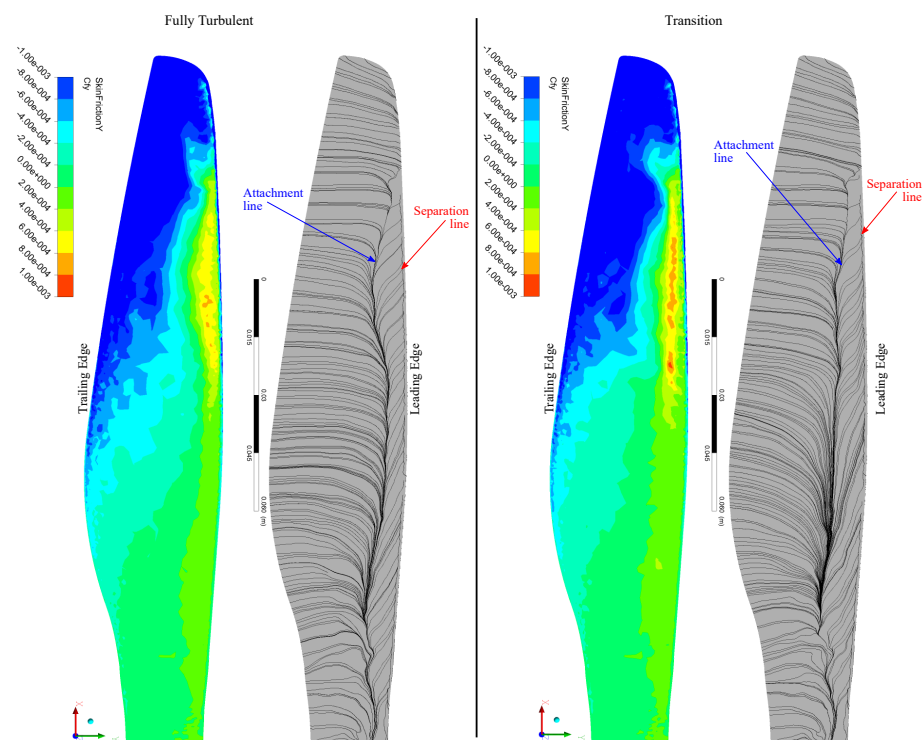 Fully Turbulent
SkinFrictionY
Cfy
-1.00e-003
-8.00e-004
-6.00e-004
-4.00e-004
-2.00e-004
0.00e+000
2.00e-004
4.00e-004
6.00e-004
8.00e-004
1.00e-003
Attachment
line
Separation
line
Trailing Edge
Leading Edge
0
0.015
0.03
0.045
0.060 (m)
X
Transition
SkinFrictionY
Cfy
-1.00e-003
-8.00e-004
-6.00e-004
-4.00e-004
-2.00e-004
0.00e+000
2.00e-004
4.00e-004
6.00e-004
8.00e-004
1.00e-003
Attachment
line
Separation
line
Trailing Edge
Leading Edge
0
0.015
0.03
0.045
0.060 (m)
X
Y